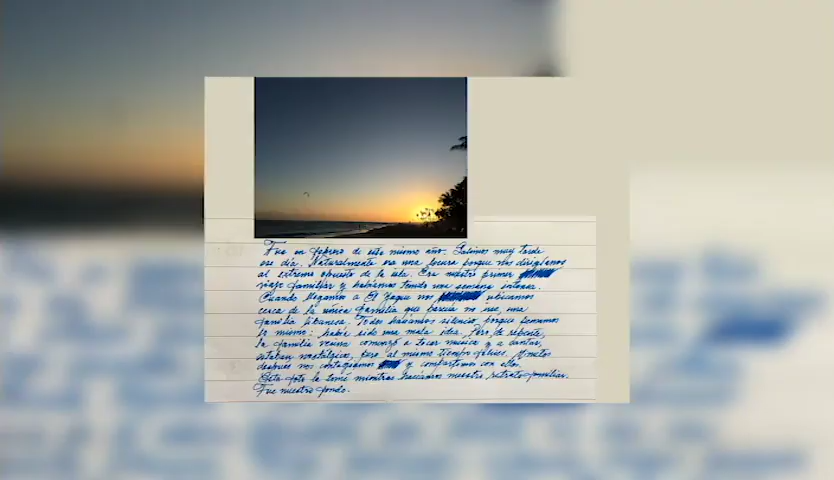 Fue en febrero de este mismo año. Salimos muy tarde
ese día. Naturalmente era una locura porque nos dirigíamos
al extremo opuesto de la isla. Era nuestro primer
viaje familiar y habíamos tenido una semana intensa.
Cuando llegamos a El Yaque nos ubicamos
cerca de la única familia que parecía no ser una
familia. Todos hacíamos silencio, porque pensamos
lo mismo: había sido una mala idea. Pero de repente,
la familia vecina comenzó a tocar música y a cantar,
estaban nostálgicos, pero al mismo tiempo felices. Minutos
después nos contagiamos y compartimos con ellos.
Esta foto la tomé mientras hacíamos nuestro retrato familiar.
Fue nuestro fondo.